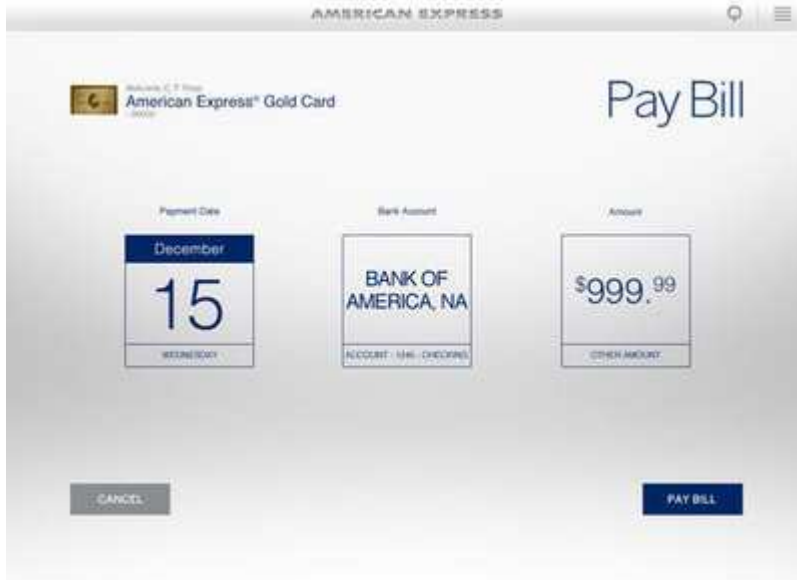 AMERICAN EXPRESS
American Express® Gold Card
Pay Bill
Payment Date
Bank Account
Amount
December
15
WEDNESDAY
BANK OF
AMERICA, NA
CHECKING
$999.99
OTHER AMOUNT
CANCEL
PAY BILL